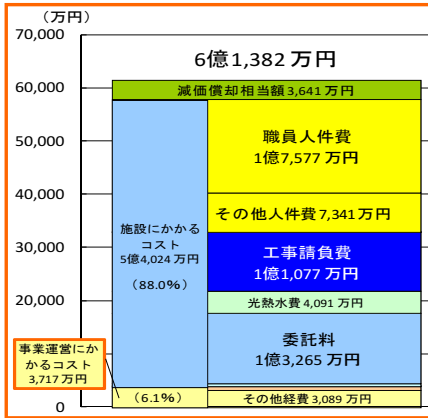 （万円）
70,000
6億1,382万円
60,000
減価償却相当額3,641万円
50,000
職員人件費
1億7,577万円
40,000
その他人件費7,341万円
施設にかかる
コスト
5億4,024万円
（88.0%）
30,000
工事請負費
1億1,077万円
20,000
光熱水費4,091万円
委託料
1億3,265万円
事業運営にか
かるコスト
3,717万円
（6.1%）
その他経費3,089万円
0